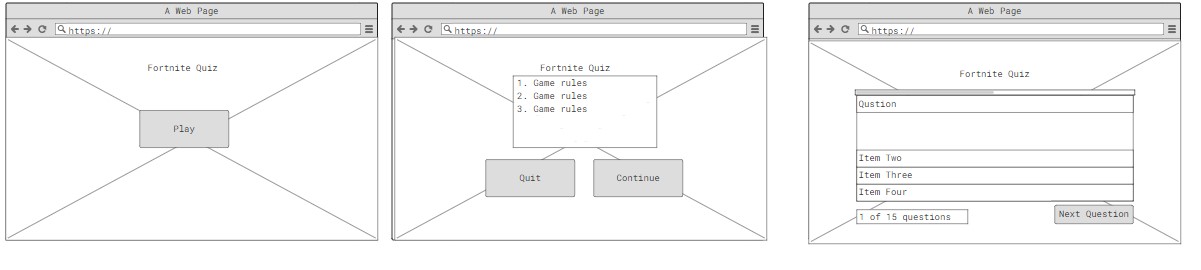 A Web Page
https://
Fortnite Quiz
Play
A Web Page
https://
Fortnite Quiz
1. Game rules
2. Game rules
3. Game rules
Quit
Continue
A Web Page
https://
Fortnite Quiz
Qustion
Item Two
Item Three
Item Four
1 of 15 questions
Next Question